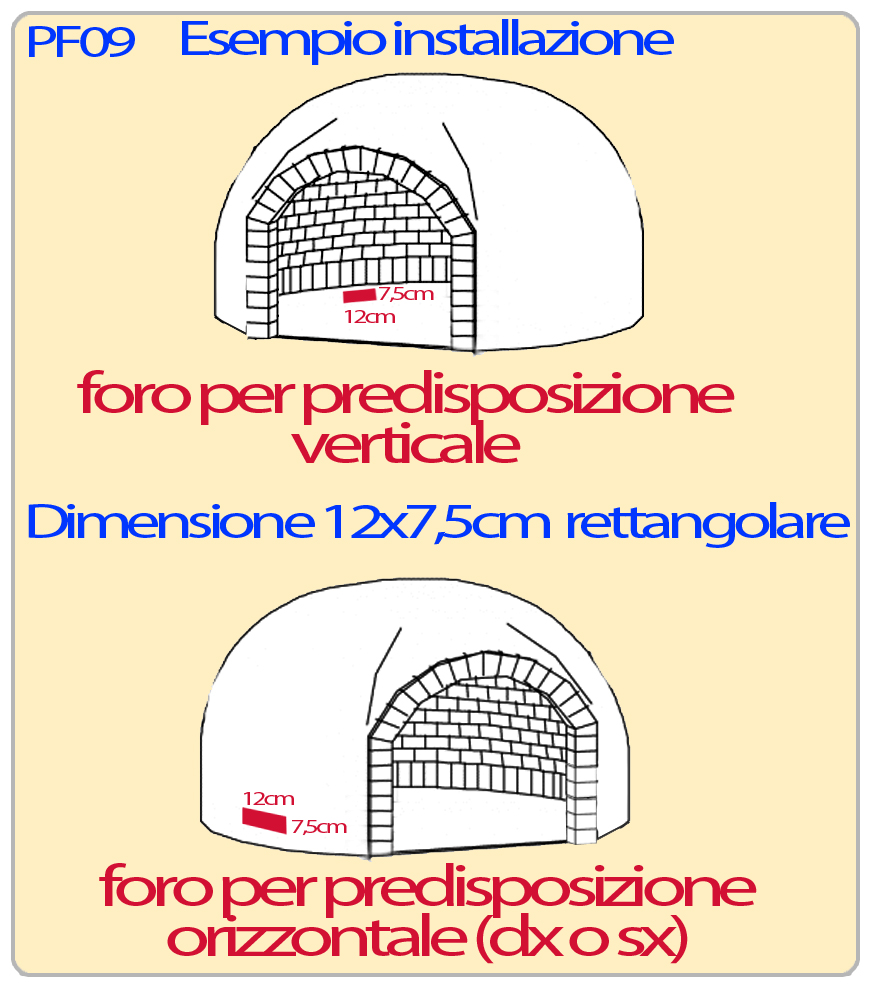 PF09 Esempio installazione
7,5cm
12cm
foro per predisposizione
verticale
Dimensione 12x7,5cm rettangolare
12cm
7,5cm
foro per predisposizione
orizzontale (dx o sx)